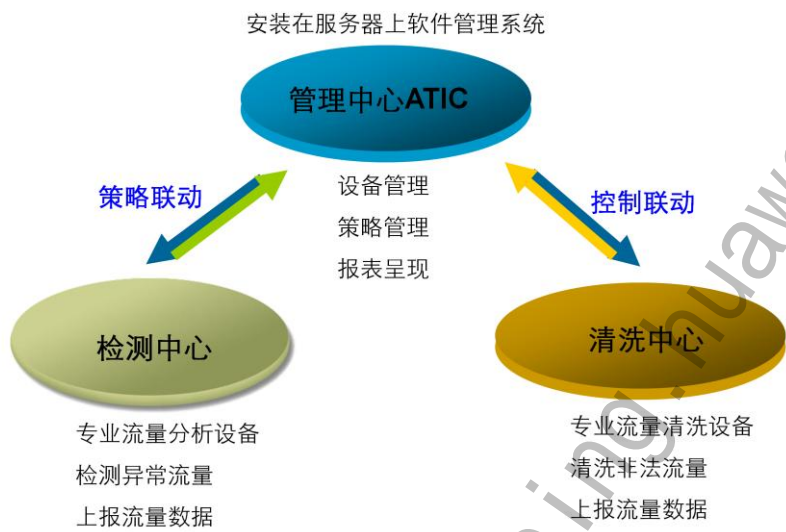 安装在服务器上软件管理系统
管理中心ATIC
策略联动
设备管理
策略管理
报表呈现
控制联动
检测中心
专业流量分析设备
检测异常流量
上报流量数据
清洗中心
专业流量清洗设备
清洗非法流量
上报流量数据
ning.huawe